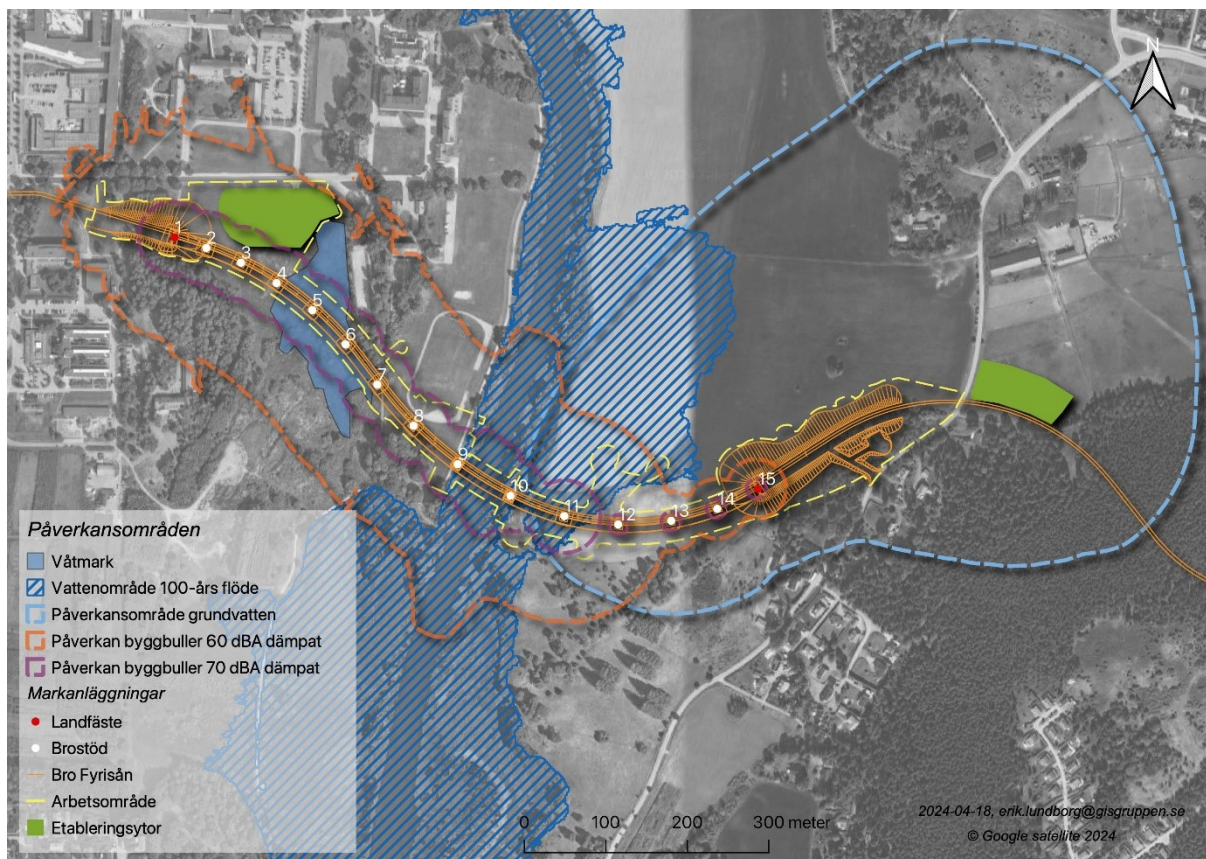 N
1
2
3
4
5
6
7
8
9
10
11
12
13
14
15
Påverkansområden
Våtmark
Vattenområde 100-års flöde
Påverkansområde grundvatten
Påverkan byggbuller 60 dBA dämpat
Påverkan byggbuller 70 dBA dämpat
Markanläggningar
Landfäste
Brostöd
Bro Fyrisån
Arbetsområde
Etableringsytor
0 100 200 300 meter
2024-04-18, erik.lundborg@gisgruppen.se
© Google satellite 2024